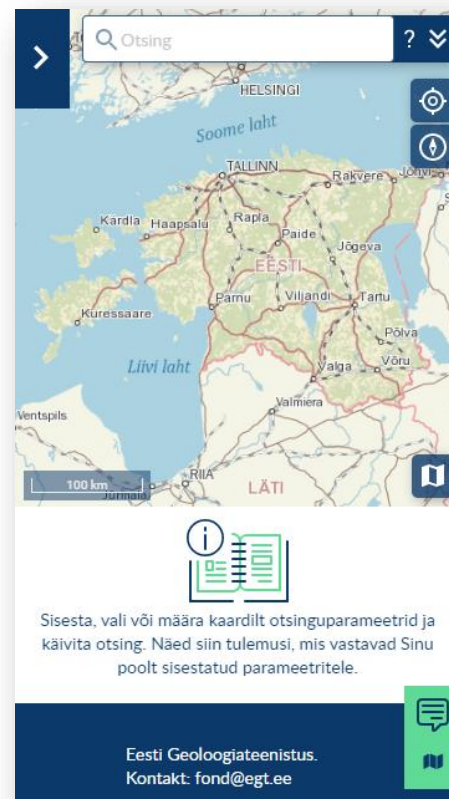 Otsing
?
HELSINGI
Soome laht
TALLINN
Rakvere
Jõhvi
Kärdla
Haapsalu
Rapla
Paide
Jõgeva
EESTI
Pärnu
Viljandi
Tartu
Kuressaare
Põlva
Võru
Liivi laht
Valga
Valmiera
Ventspils
RIIA
100 km
LÄTI
Jūrmala
Sisesta, vali või määra kaardilt otsinguparameetrid ja
käivita otsing. Näed siin tulemusi, mis vastavad Sinu
poolt sisestatud parameetritele.
Eesti Geoloogiateenistus.
Kontakt: fond@egt.ee